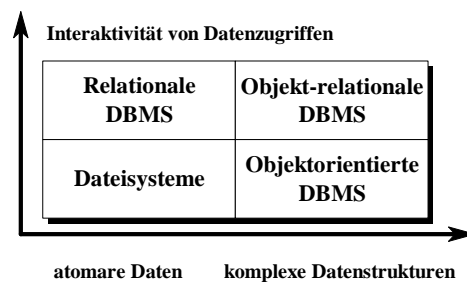 Interaktivität von Datenzugriffen
Relationale
DBMS
Objekt-relationale
DBMS
Dateisysteme
Objektorientierte
DBMS
atomare Daten
komplexe Datenstrukturen